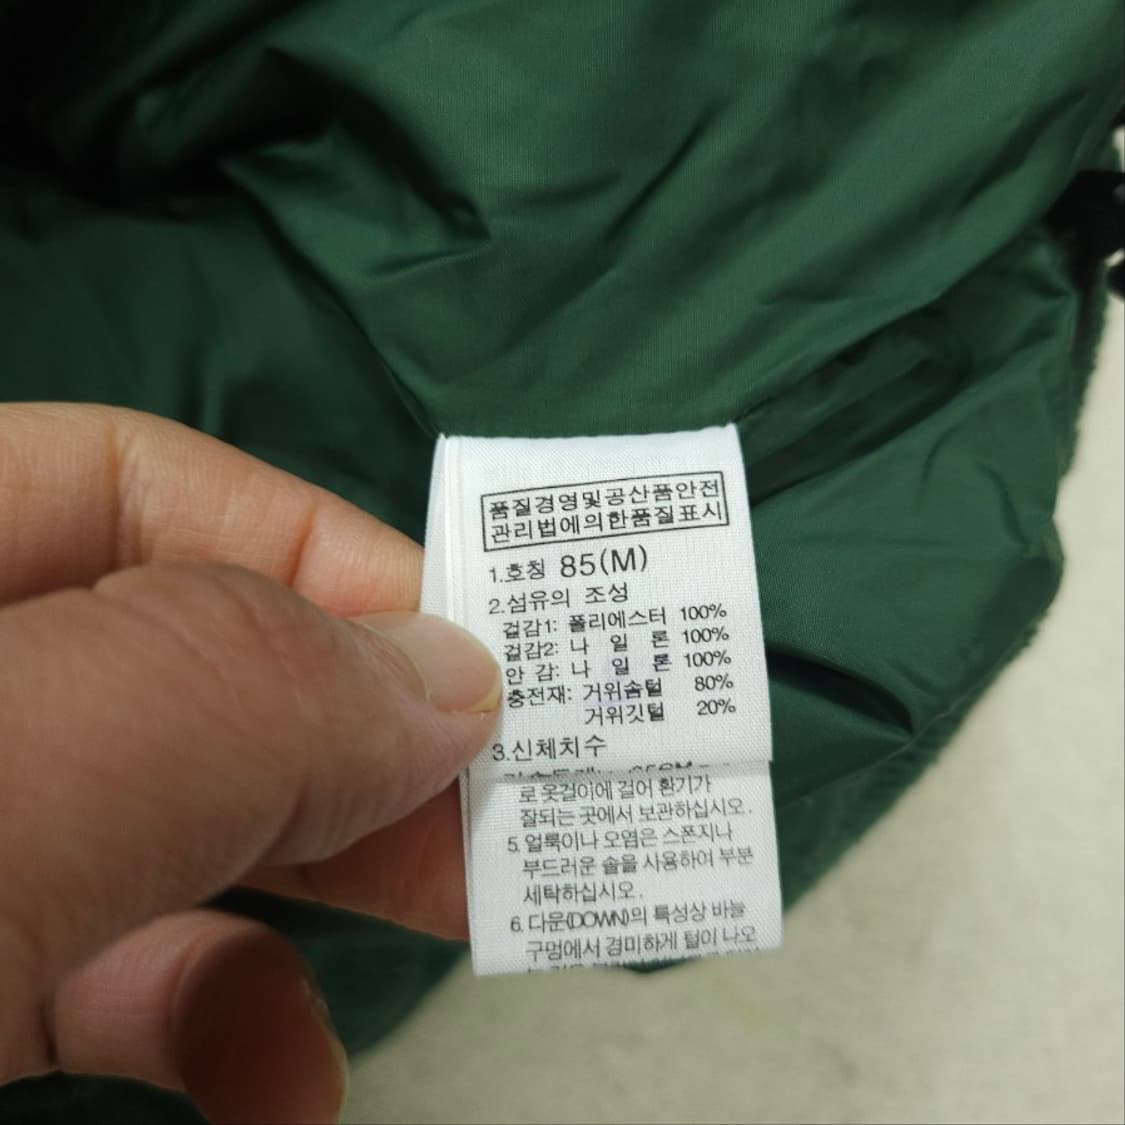 품질경영및공산품안전
관리법에의한품질표시
1.호칭 85(M)
2.섬유의 조성
겉감1: 폴리에스터 100%
겉감2: 나 일 론 100%
안 감: 나 일 론 100%
충전재: 거위솜털 80%
거위깃털 20%
3.신체치수
로 옷걸이에 걸어 환기가
잘되는 곳에서 보관하십시오.
5. 얼룩이나 오염은 스폰지나
부드러운 솔을 사용하여 부분
세탁하십시오.
6. 다운(DOWN)의 특성상 바늘
구멍에서 경미하게 털이 나오